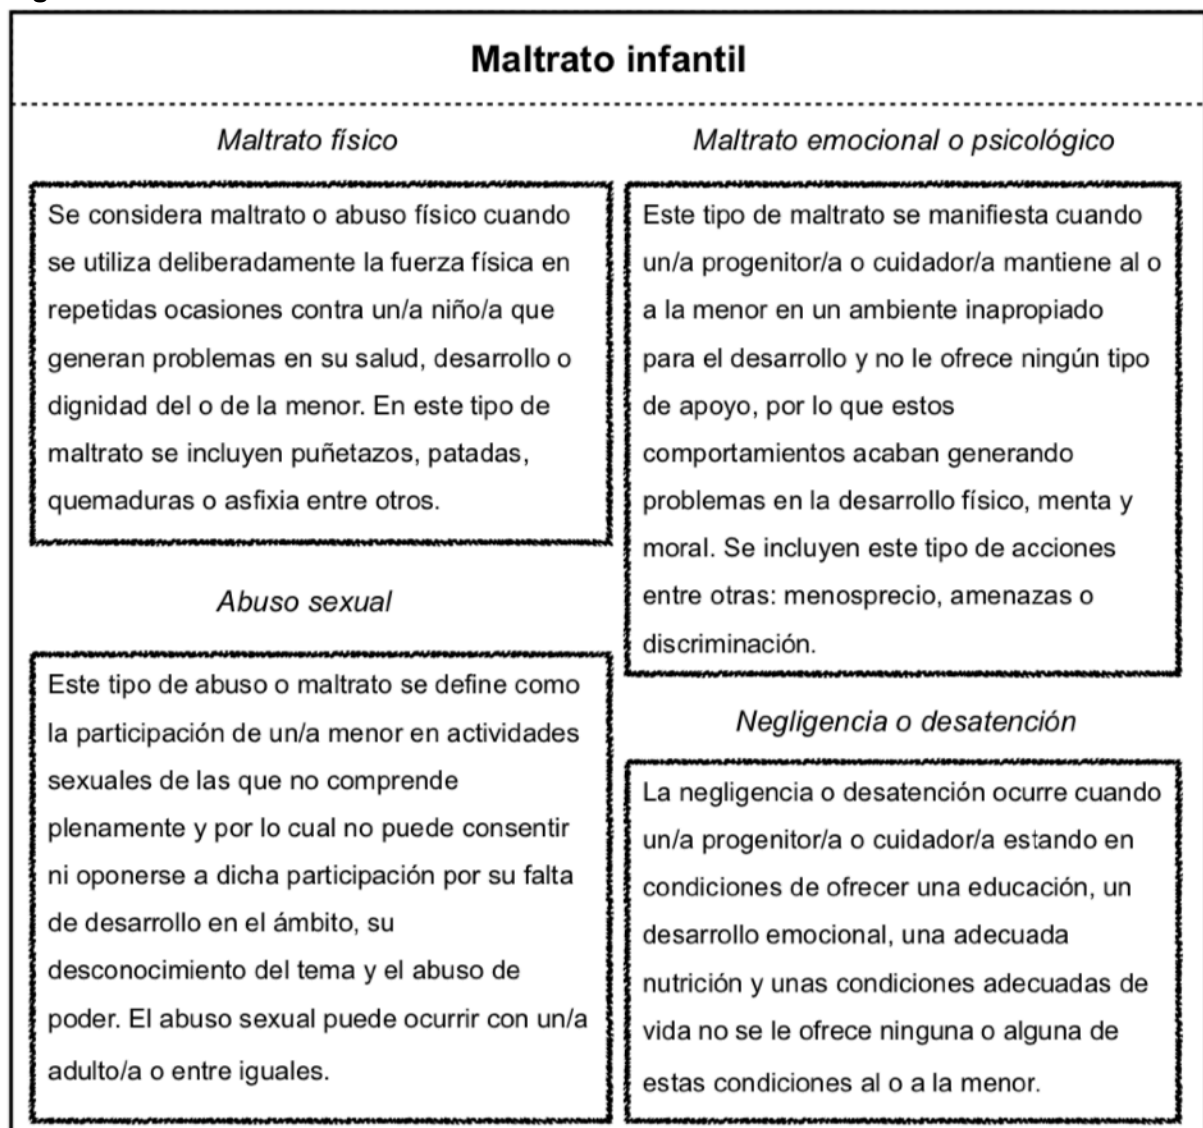 Maltrato infantil
Maltrato físico
Se considera maltrato o abuso físico cuando
se utiliza deliberadamente la fuerza física en
repetidas ocasiones contra un/a niño/a que
generan problemas en su salud, desarrollo o
dignidad del o de la menor. En este tipo de
maltrato se incluyen puñetazos, patadas,
quemaduras o asfixia entre otros.
Abuso sexual
Este tipo de abuso o maltrato se define como
la participación de un/a menor en actividades
sexuales de las que no comprende
plenamente y por lo cual no puede consentir
ni oponerse a dicha participación por su falta
de desarrollo en el ámbito, su
desconocimiento del tema y el abuso de
poder. El abuso sexual puede ocurrir con un/a
adulto/a o entre iguales.
Maltrato emocional o psicológico
Este tipo de maltrato se manifiesta cuando
un/a progenitor/a o cuidador/a mantiene al o
a la menor en un ambiente inapropiado
para el desarrollo y no le ofrece ningún tipo
de apoyo, por lo que estos
comportamientos acaban generando
problemas en la desarrollo físico, menta y
moral. Se incluyen este tipo de acciones
entre otras: menosprecio, amenazas o
discriminación.
Negligencia o desatención
La negligencia o desatención ocurre cuando
un/a progenitor/a o cuidador/a estando en
condiciones de ofrecer una educación, un
desarrollo emocional, una adecuada
nutrición y unas condiciones adecuadas de
vida no se le ofrece ninguna o alguna de
estas condiciones al o a la menor.